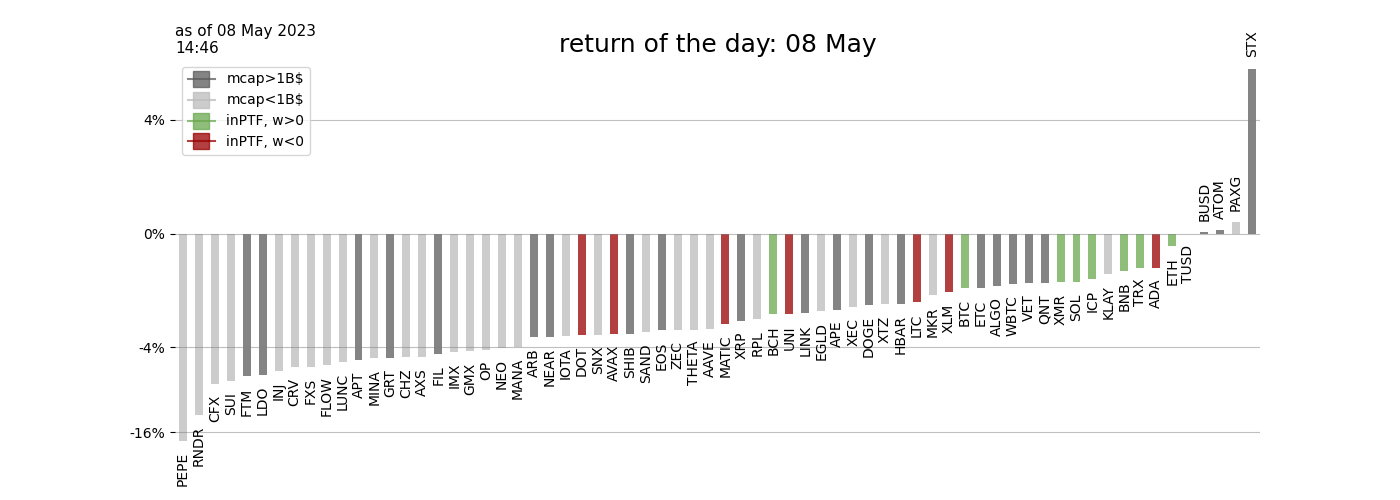 as of 08 May 2023
14:46
return of the day: 08 May
mcap>1B$
mcap<1B$
inPTF, w>0
inPTF, w<0
4%
0%
-4%
-16%
PEPE
RNDR
CFX
SUI
FTM
LDO
INJ
CRV
FXS
FLOW
LUNC
APT
MINA
GRT
CHZ
AXS
FIL
IMX
GMX
OP
NEO
MANA
ARB
NEAR
IOTA
DOT
SNX
AVAX
SHIB
SAND
EOS
ZEC
THETA
AAVE
MATIC
XRP
RPL
BCH
UNI
LINK
EGLD
APE
XEC
DOGE
XTZ
HBAR
LTC
MKR
XLM
BTC
ETC
ALGO
WBTC
VET
QNT
XMR
SOL
ICP
KLAY
BNB
TRX
ADA
ETH
TUSD
BUSD
ATOM
PAXG
STX